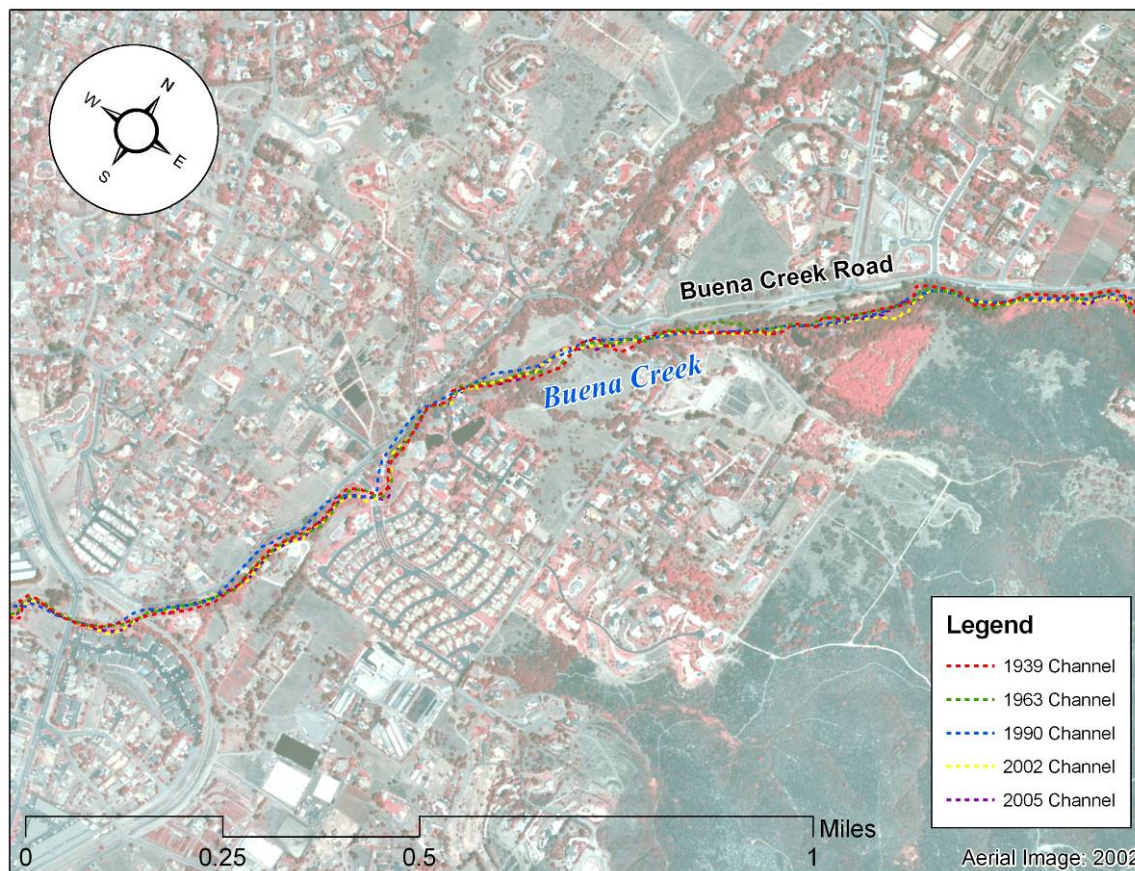 N
W
E
S
Buena Creek Road
Buena Creek
Legend
1939 Channel
1963 Channel
1990 Channel
2002 Channel
2005 Channel
Miles
0 0.25 0.5 1
Aerial Image: 2002